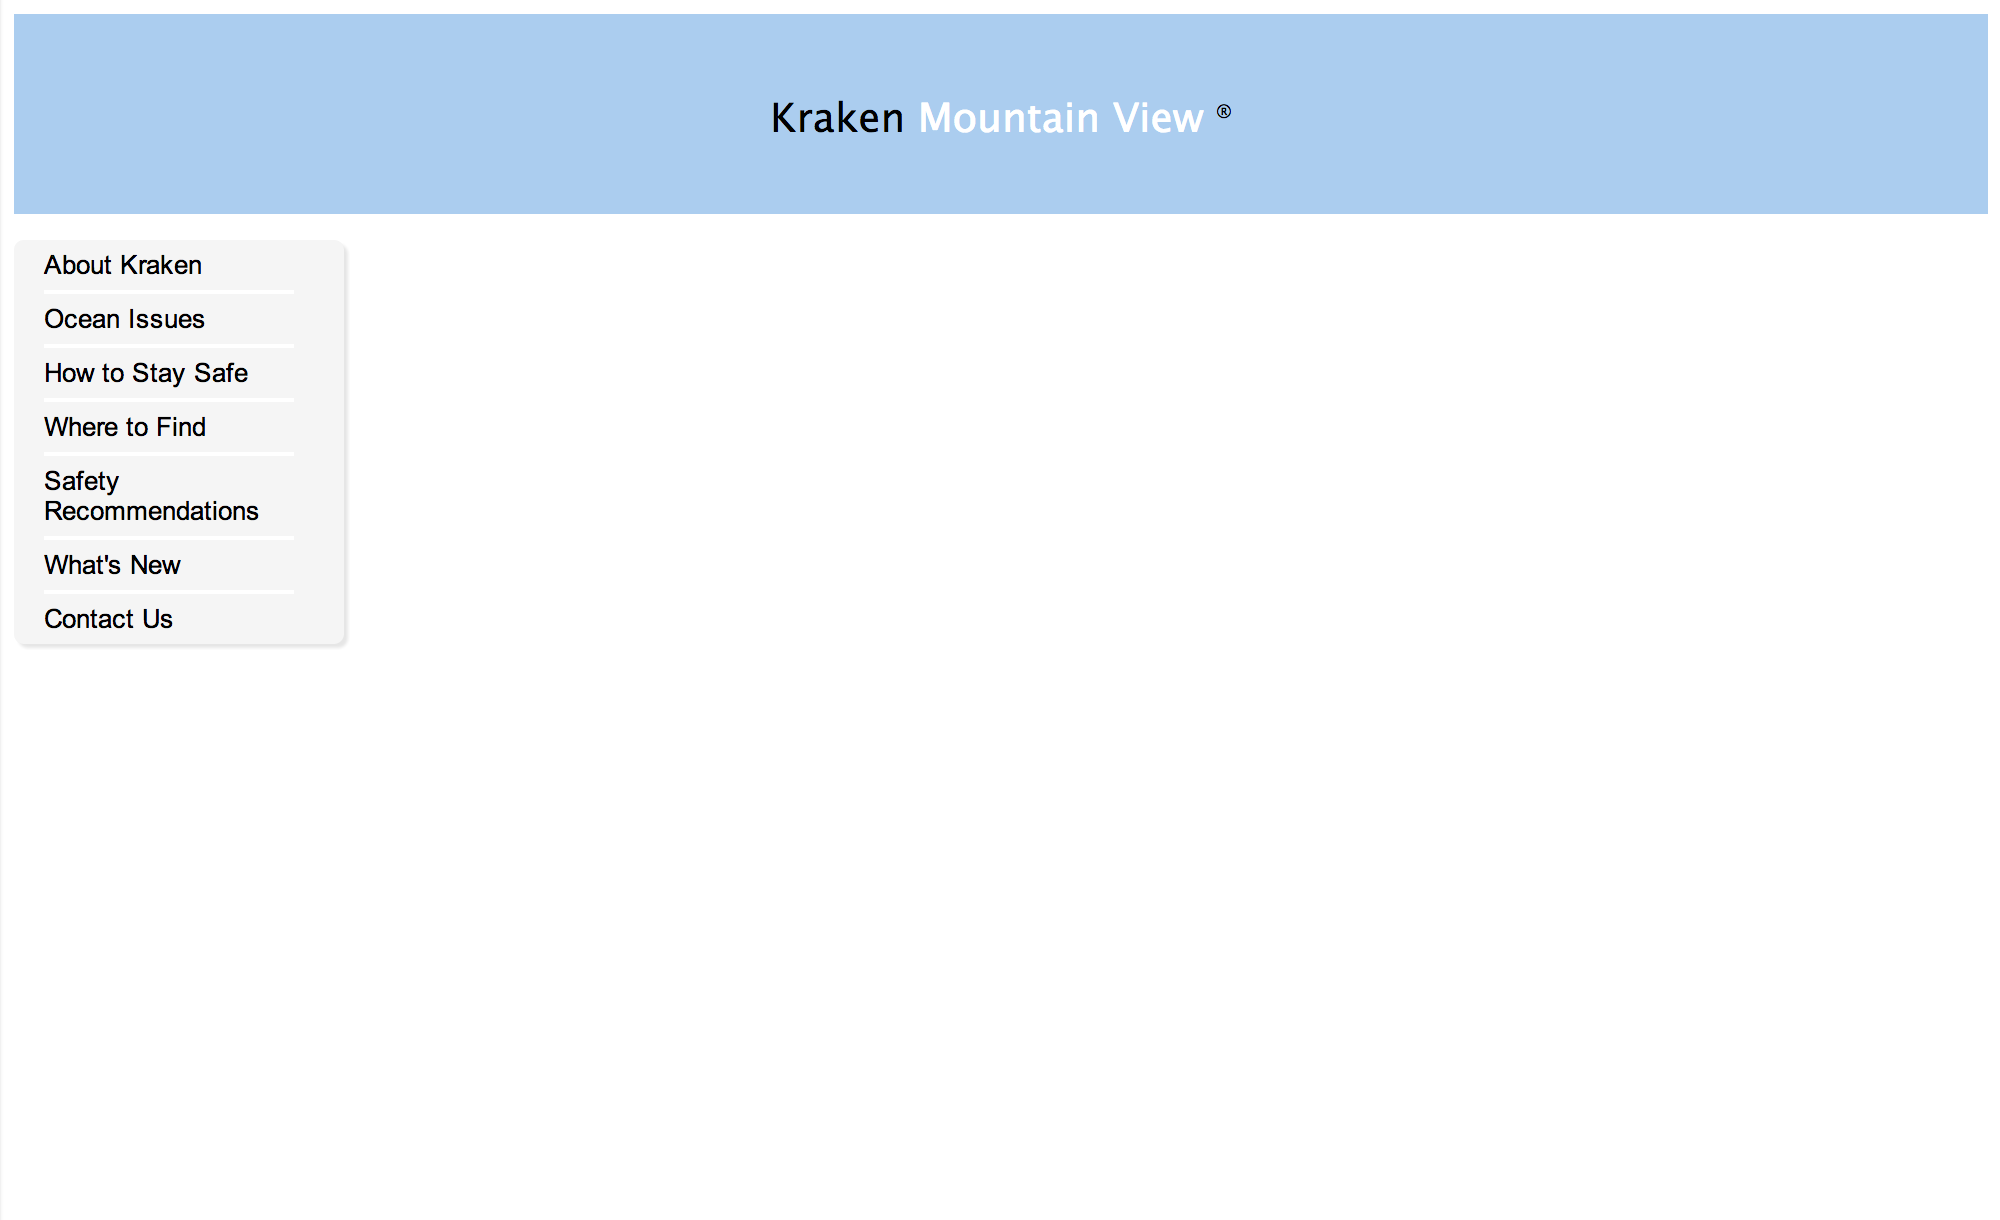 Kraken Mountain View ®
About Kraken
Ocean Issues
How to Stay Safe
Where to Find
Safety
Recommendations
What's New
Contact Us